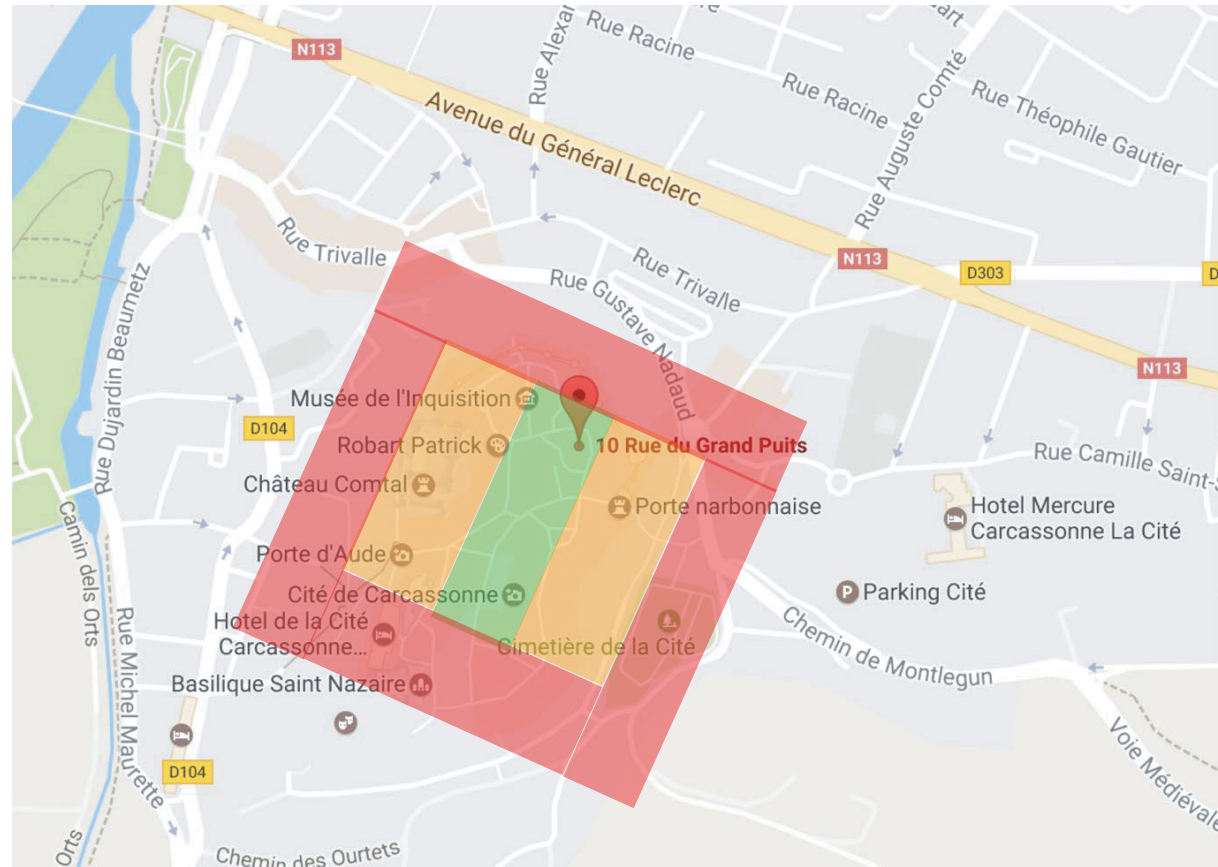 Rue Racine
N113
Rue Alexan
Rue Racine
Rue Auguste Comté
Rue Théophile Gautier
Avenue du Général Leclerc
Rue Trivalle
Rue Trivalle
N113
D303
D
Rue Gustave Nadaud
Rue Dujardin Beaumetz
N113
Musée de l'Inquisition
D104
Robart Patrick
10 Rue du Grand Puits
Rue Camille Saint-S
Château Comtal
Porte narbonnaise
Hotel Mercure
Carcassonne La Cité
Camin dels Orts
Porte d'Aude
Cité de Carcassonne
P
Parking Cité
Hotel de la Cité
Carcassonne...
Cimetière de la Cité
Chemin de Montlegun
Rue Michel Maurette
Basilique Saint Nazaire
Voie Médiévale
D104
Orts
Chemin des Ourtets